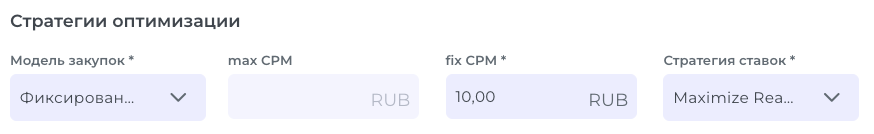 Стратегии оптимизации
Модель закупок * max CPM fix CPM * Стратегия ставок *
Фиксирован... RUB 10,00 RUB Maximize Rea...